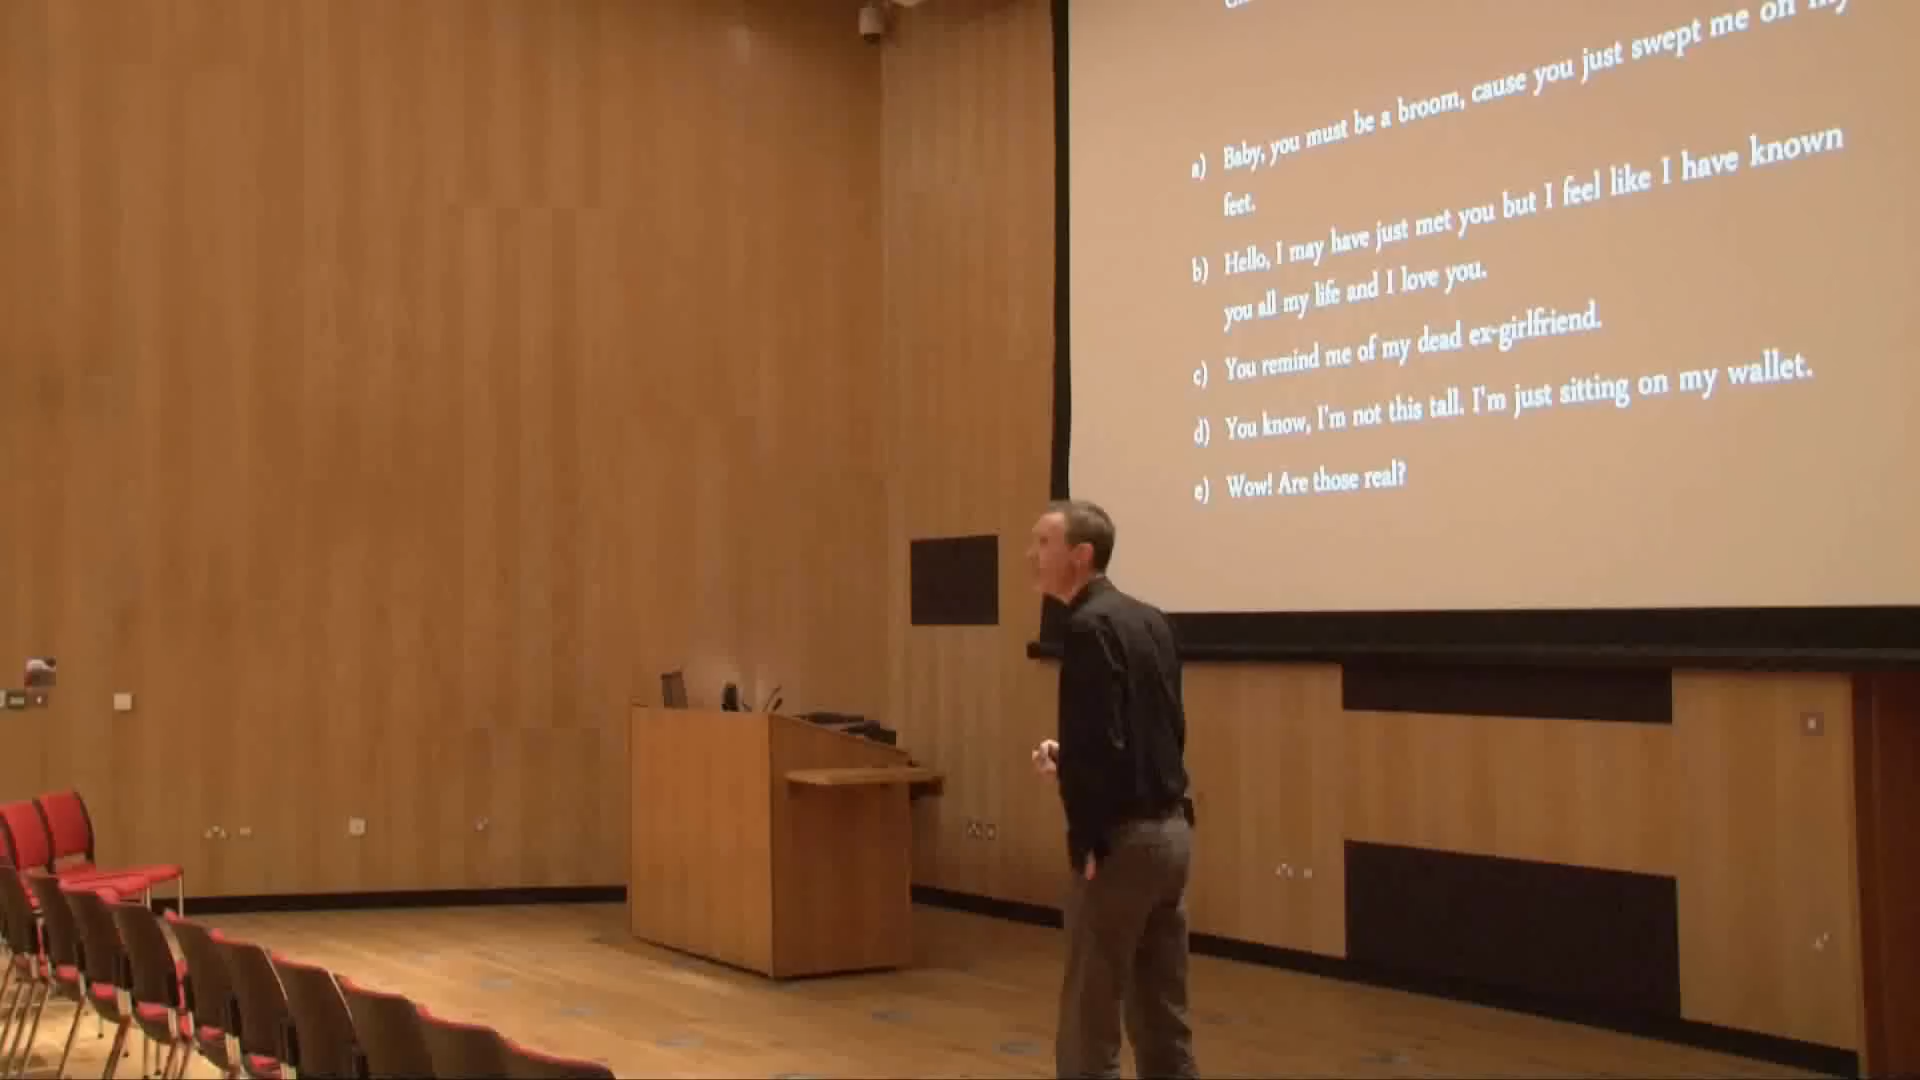 a) Baby, you must be a broom, cause you just swept me off my
feet.
b) Hello, I may have just met you but I feel like I have known
you all my life and I love you.
c) You remind me of my dead ex-girlfriend.
d) You know, I'm not this tall. I'm just sitting on my wallet.
e) Wow! Are those real?